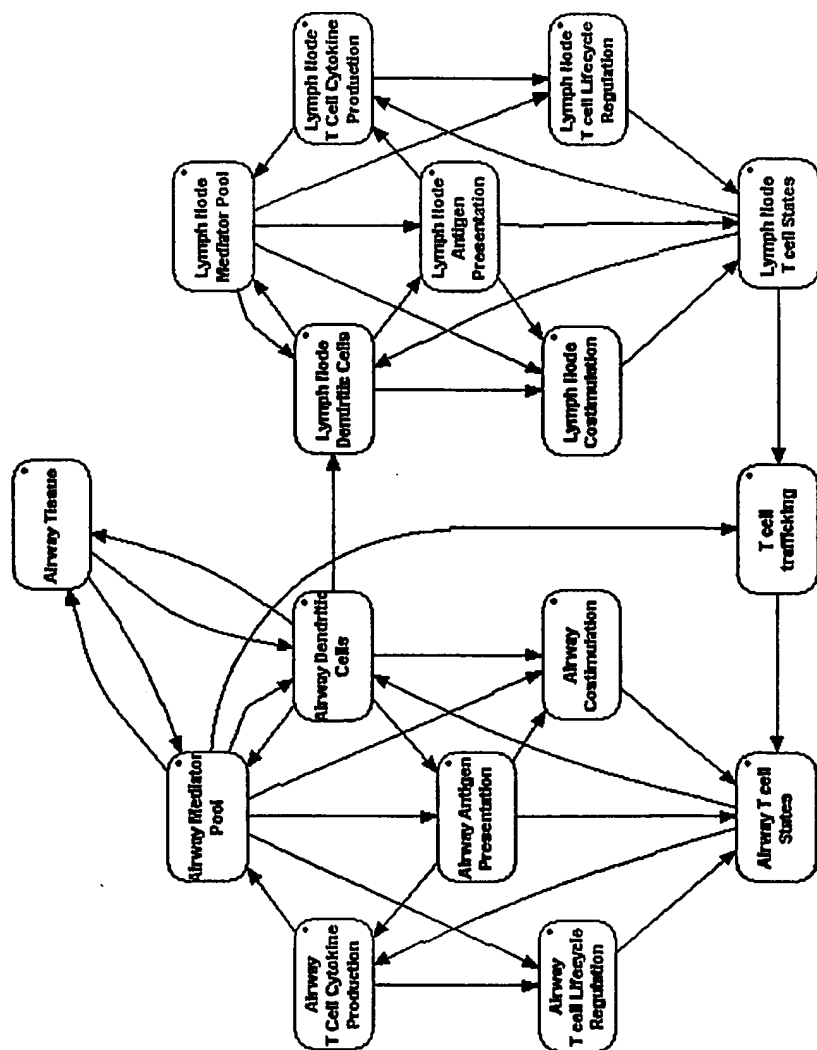 Airway Tissue
Lymph Node
Mediator Pool
Lymph Node
T Cell Cytokine
Production
Lymph Node
Dendritic Cells
Lymph Node
Antigen
Presentation
Lymph Node
Costimulation
Lymph Node
T cell Lifecycle
Regulation
Lymph Node
T cell States
Airway Mediator
Pool
Airway Dendritic
Cells
Airway
T Cell Cytokine
Production
Airway Antigen
Presentation
Airway
Costimulation
Airway
T cell Lifecycle
Regulation
Airway T cell
States
T cell
trafficking